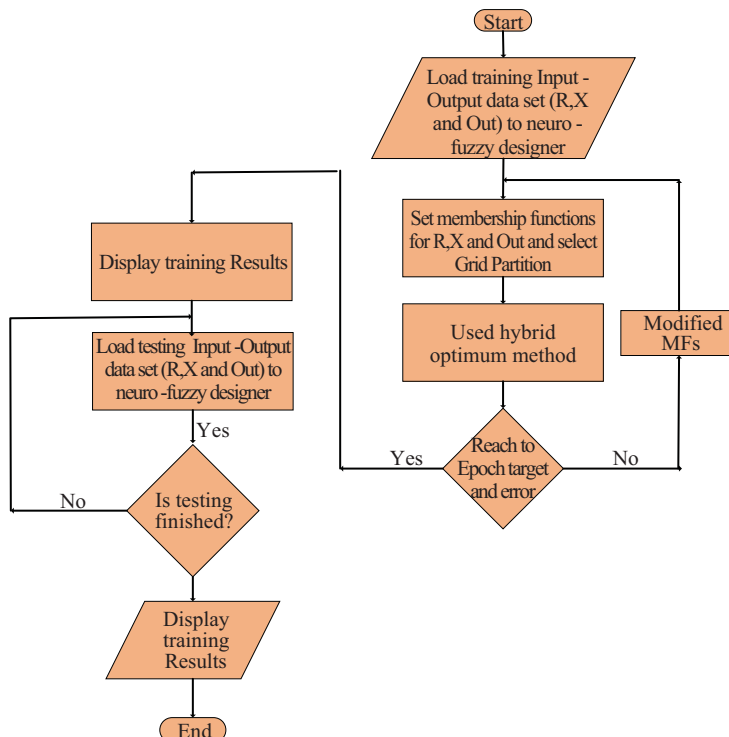 Start
Load training Input -
Output data set (R,X
and Out) to neuro -
fuzzy designer
Set membership functions
for R,X and Out and select
Grid Partition
Used hybrid
optimum method
Modified
MFs
Reach to
Epoch target
and error
Yes
No
Display training Results
Load testing Input -Output
data set (R,X and Out) to
neuro -fuzzy designer
Yes
Is testing
finished?
No
Display
training
Results
End